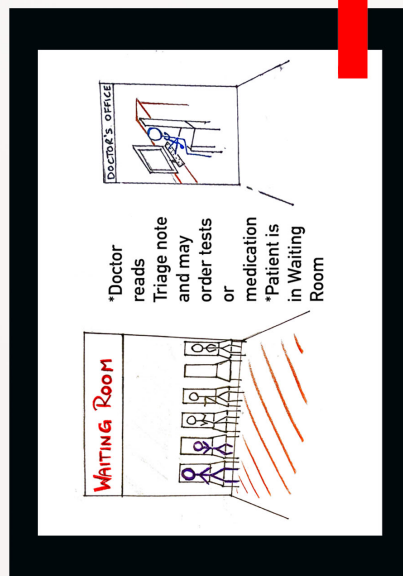 DOCTOR'S OFFICE
*Doctor
reads
Triage note
and may
order tests
or
medication
*Patient is
in Waiting
Room
WAITING ROOM